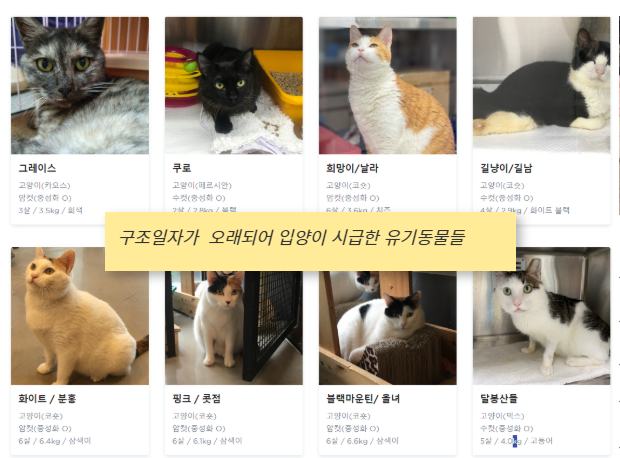 그레이스
고양이(카오스)
암컷(중성화 O)
3살 / 3.5kg / 회색
쿠로
고양이(페르시안)
수컷(중성화 O)
2살 / 2.8kg / 블랙
희망이/날라
고양이(코숏)
암컷(중성화 O)
6살 / 3.6kg / 치즈
길냥이/길남
고양이(코숏)
수컷(중성화 O)
4살 / 2.9kg / 화이트 블랙
구조일자가 오래되어 입양이 시급한 유기동물들
화이트 / 분홍
고양이(코숏)
암컷(중성화 O)
6살 / 6.4kg / 삼색이
핑크 / 콧점
고양이(코숏)
암컷(중성화 O)
6살 / 6.1kg / 삼색이
블랙마운틴/ 올녀
고양이(코숏)
암컷(중성화 O)
6살 / 6.6kg / 삼색이
달봉산들
고양이(믹스)
수컷(중성화 O)
5살 / 4.0kg / 고등어